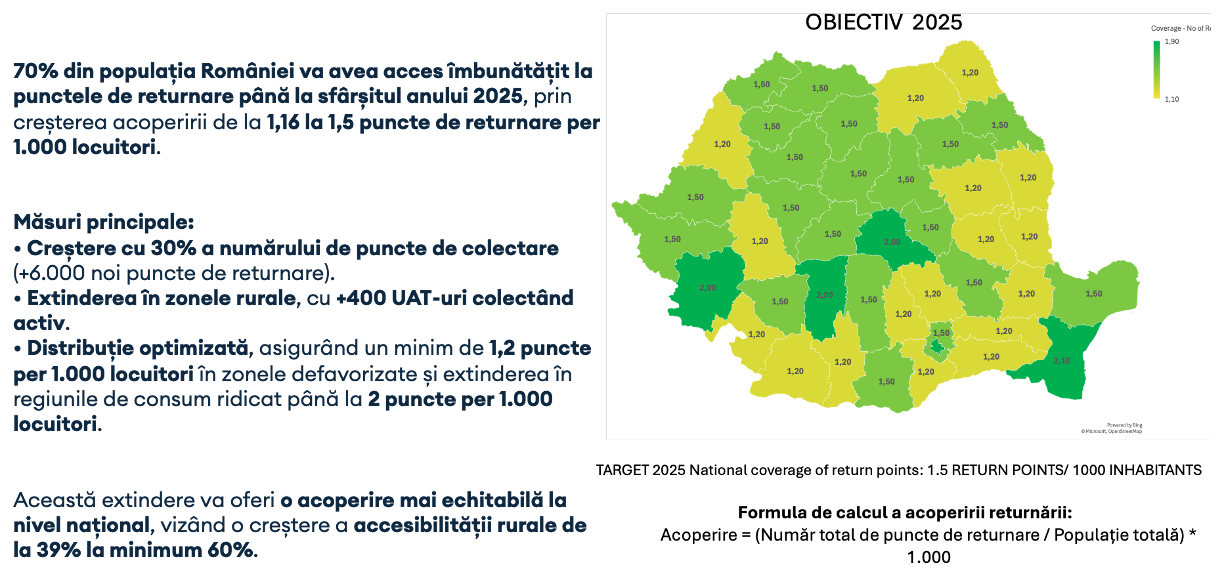 70% din populația României va avea acces îmbunătățit la
punctele de returnare până la sfârșitul anului 2025, prin
creșterea acoperirii de la 1,16 la 1,5 puncte de returnare per
1.000 locuitori.
Măsuri principale:
• Creștere cu 30% a numărului de puncte de colectare
(+6.000 noi puncte de returnare).
• Extinderea în zonele rurale, cu +400 UAT-uri colectând
activ.
• Distribuție optimizată, asigurând un minim de 1,2 puncte
per 1.000 locuitori în zonele defavorizate și extinderea în
regiunile de consum ridicat până la 2 puncte per 1.000
locuitori.
Această extindere va oferi o acoperire mai echitabilă la
nivel național, vizând o creștere a accesibilității rurale de
la 39% la minimum 60%.
OBIECTIV 2025
Coverage - No of
1,90
1,10
1,20
1,50
1,50
1,20
1,50
1,50
1,50
1,20
1,50
1,50
1,50
1,20
1,20
1,50
1,50
1,50
1,50
1,50
1,50
1,20
2,00
1,20
1,20
2,00
1,50
2,00
1,50
1,20
1,50
1,20
1,50
1,20
1,20
1,50
1,20
1,20
1,20
1,20
2,10
1,20
1,50
1,20
Powered by Bing
© Microsoft, OpenStreetMap
TARGET 2025 National coverage of return points: 1.5 RETURN POINTS/ 1000 INHABITANTS
Formula de calcul a acoperirii returnării:
Acoperire = (Număr total de puncte de returnare / Populație totală) *
1.000